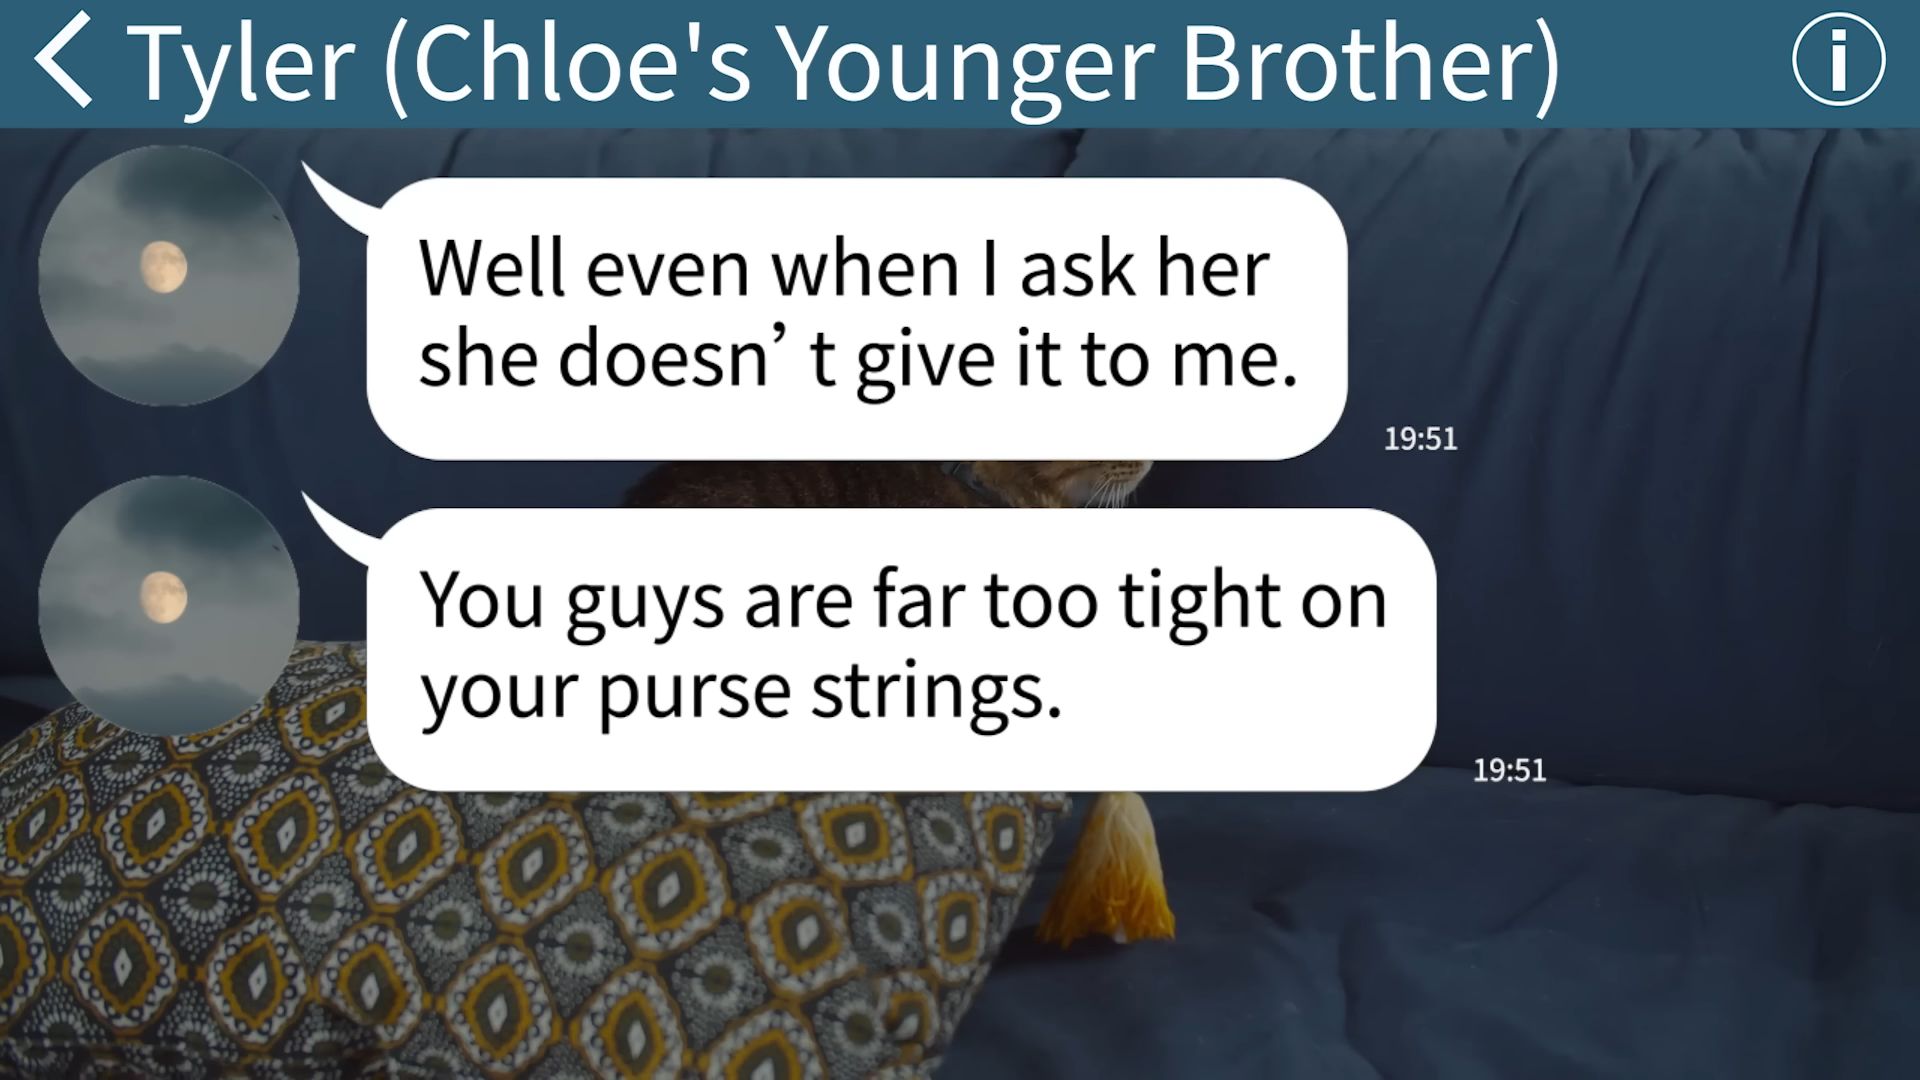 Tyler (Chloe's Younger Brother)
Well even when I ask her
she doesn’ t give it to me.
19:51
You guys are far too tight on
your purse strings.
19:51